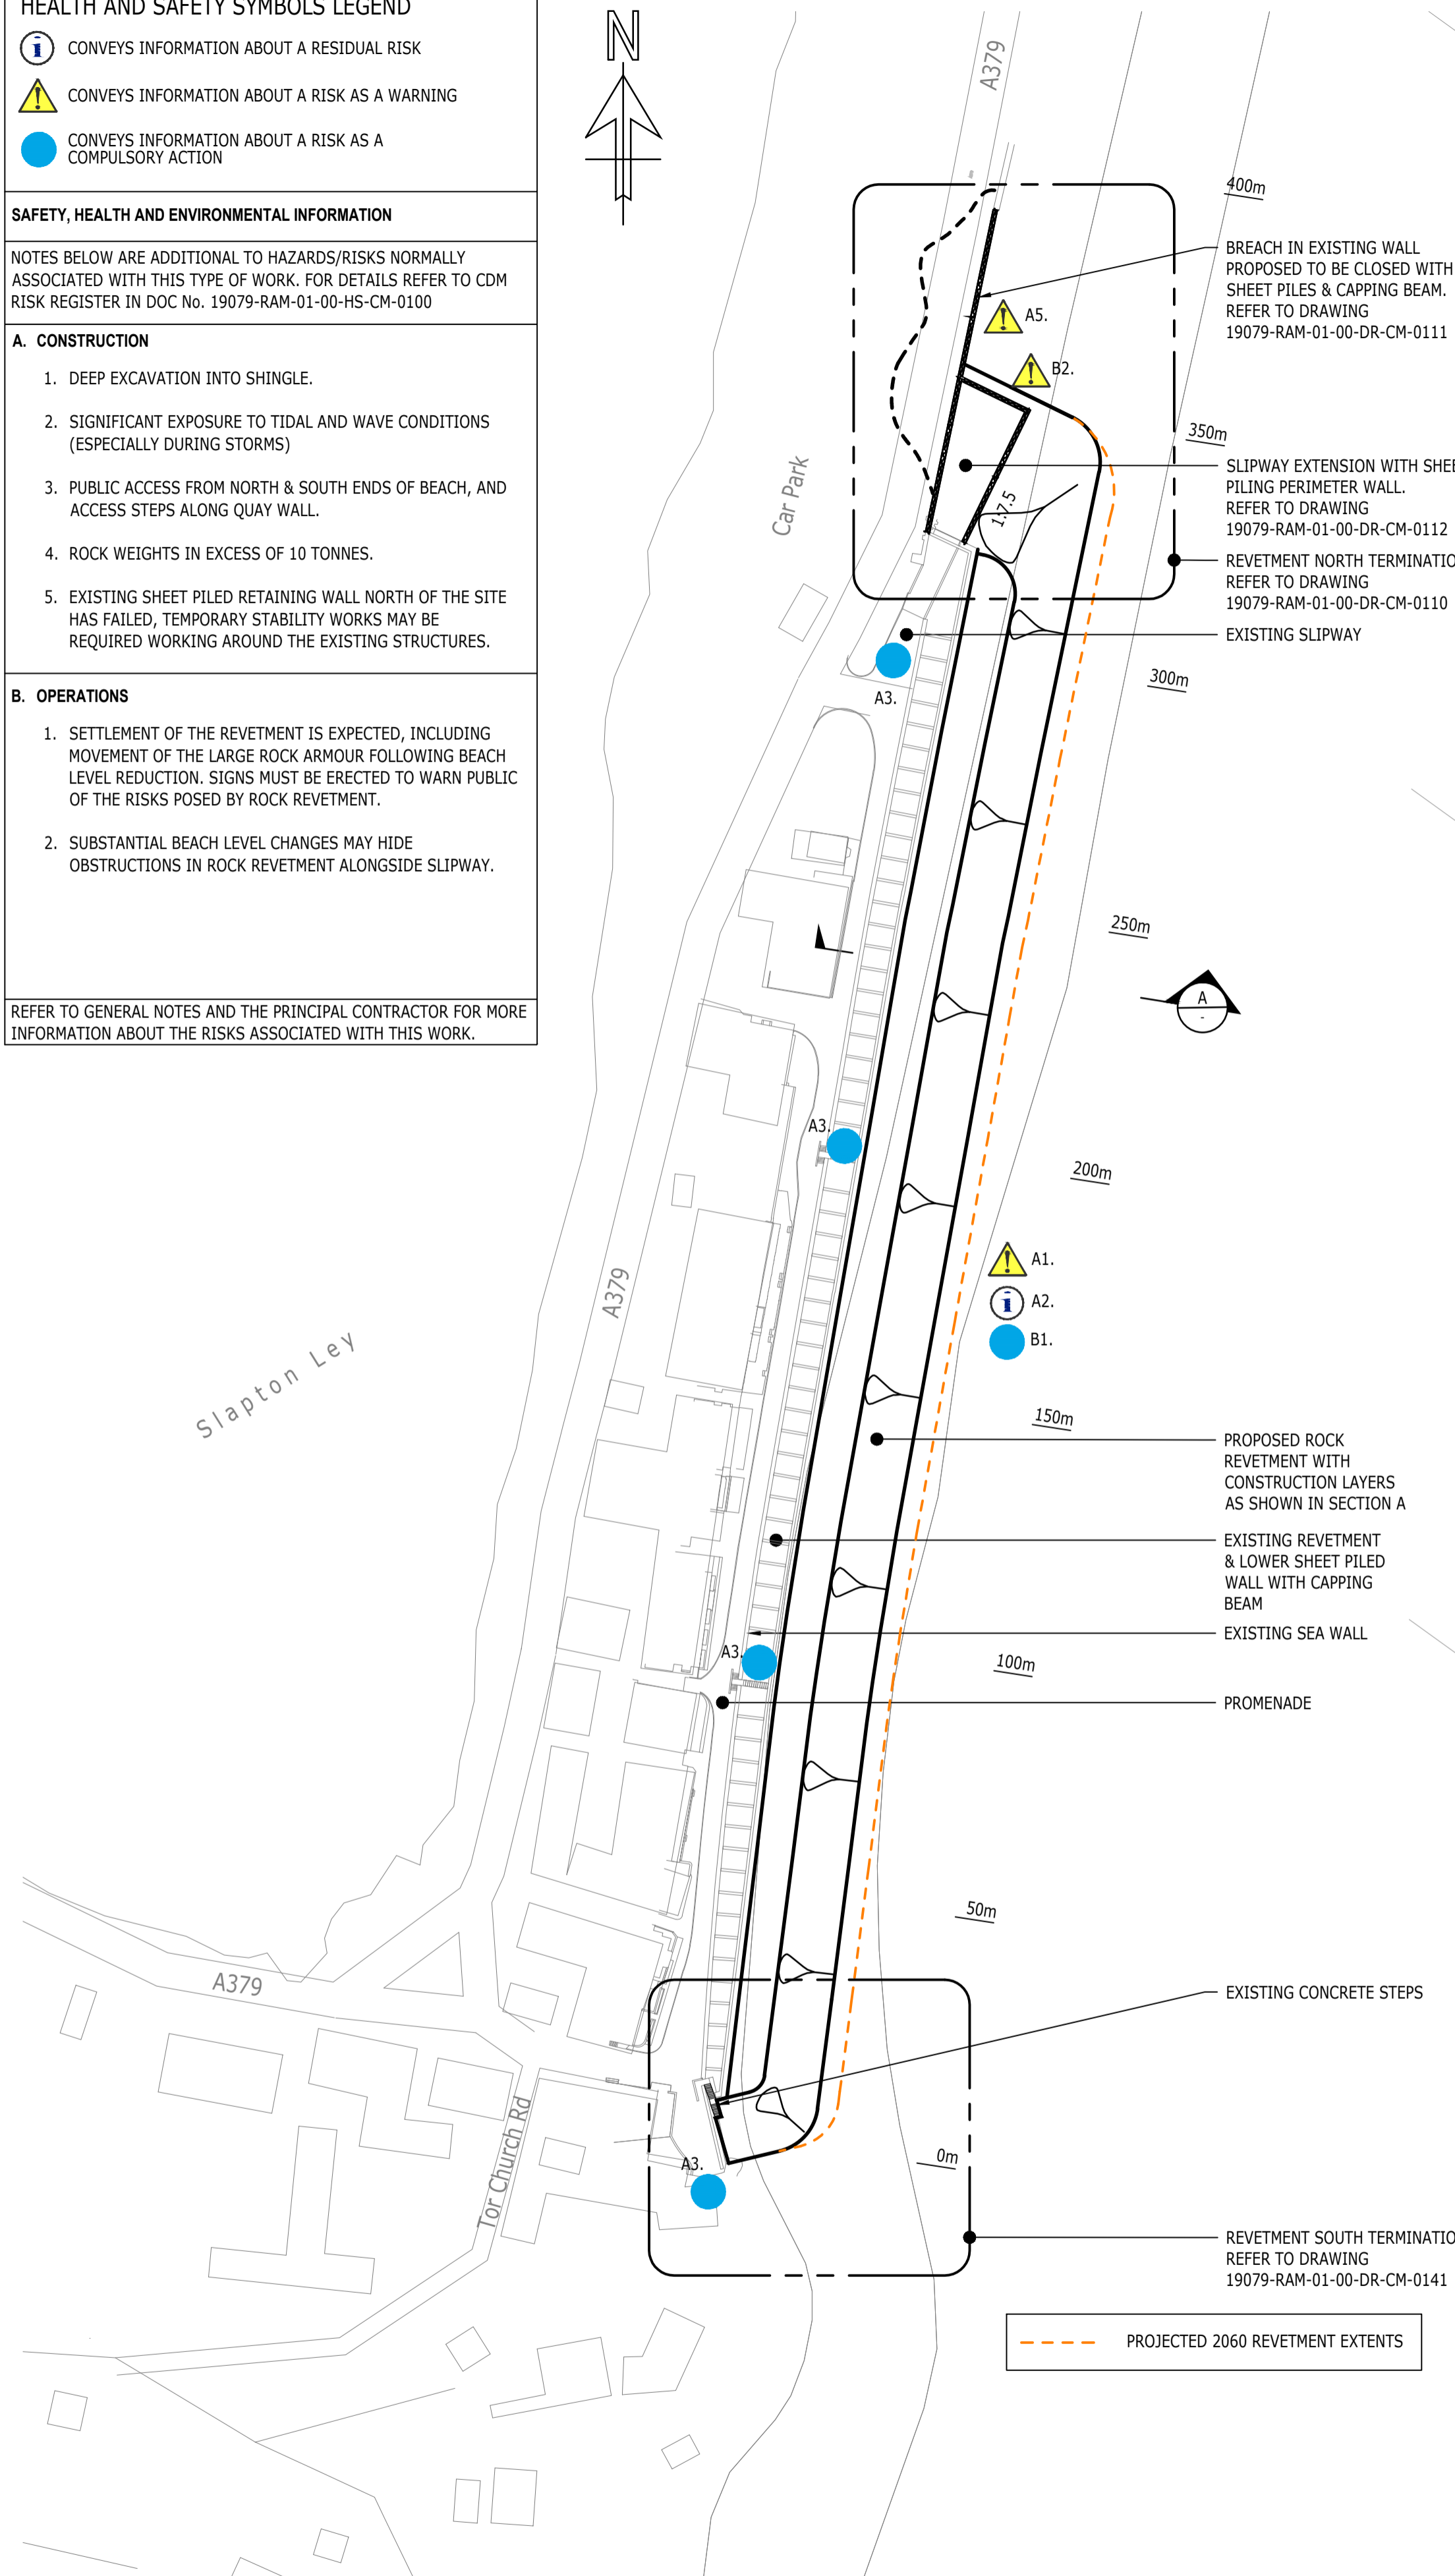 HEALTH AND SAFETY SYMBOLS LEGEND
CONVEYS INFORMATION ABOUT A RESIDUAL RISK
CONVEYS INFORMATION ABOUT A RISK AS A WARNING
CONVEYS INFORMATION ABOUT A RISK AS A
COMPULSORY ACTION
SAFETY, HEALTH AND ENVIRONMENTAL INFORMATION
NOTES BELOW ARE ADDITIONAL TO HAZARDS/RISKS NORMALLY
ASSOCIATED WITH THIS TYPE OF WORK. FOR DETAILS REFER TO CDM
RISK REGISTER IN DOC No. 19079-RAM-01-00-HS-CM-0100
A. CONSTRUCTION
1. DEEP EXCAVATION INTO SHINGLE.
2. SIGNIFICANT EXPOSURE TO TIDAL AND WAVE CONDITIONS
(ESPECIALLY DURING STORMS)
3. PUBLIC ACCESS FROM NORTH & SOUTH ENDS OF BEACH, AND
ACCESS STEPS ALONG QUAY WALL.
4. ROCK WEIGHTS IN EXCESS OF 10 TONNES.
5. EXISTING SHEET PILED RETAINING WALL NORTH OF THE SITE
HAS FAILED, TEMPORARY STABILITY WORKS MAY BE
REQUIRED WORKING AROUND THE EXISTING STRUCTURES.
B. OPERATIONS
1. SETTLEMENT OF THE REVETMENT IS EXPECTED, INCLUDING
MOVEMENT OF THE LARGE ROCK ARMOUR FOLLOWING BEACH
LEVEL REDUCTION. SIGNS MUST BE ERECTED TO WARN PUBLIC
OF THE RISKS POSED BY ROCK REVETMENT.
2. SUBSTANTIAL BEACH LEVEL CHANGES MAY HIDE
OBSTRUCTIONS IN ROCK REVETMENT ALONGSIDE SLIPWAY.
REFER TO GENERAL NOTES AND THE PRINCIPAL CONTRACTOR FOR MORE
INFORMATION ABOUT THE RISKS ASSOCIATED WITH THIS WORK.
N
A379
400m
BREACH IN EXISTING WALL
PROPOSED TO BE CLOSED WITH
SHEET PILES & CAPPING BEAM.
REFER TO DRAWING
19079-RAM-01-00-DR-CM-0111
A5.
B2.
350m
Car Park
1:7.5
SLIPWAY EXTENSION WITH SHEE
PILING PERIMETER WALL.
REFER TO DRAWING
19079-RAM-01-00-DR-CM-0112
REVETMENT NORTH TERMINATIO
REFER TO DRAWING
19079-RAM-01-00-DR-CM-0110
EXISTING SLIPWAY
A3.
300m
250m
A
-
A3.
200m
A1.
A2.
B1.
A379
Slapton Ley
150m
PROPOSED ROCK
REVETMENT WITH
CONSTRUCTION LAYERS
AS SHOWN IN SECTION A
EXISTING REVETMENT
& LOWER SHEET PILED
WALL WITH CAPPING
BEAM
EXISTING SEA WALL
A3.
100m
PROMENADE
50m
A379
EXISTING CONCRETE STEPS
Tor Church Rd
0m
A3.
REVETMENT SOUTH TERMINATIO
REFER TO DRAWING
19079-RAM-01-00-DR-CM-0141
PROJECTED 2060 REVETMENT EXTENTS